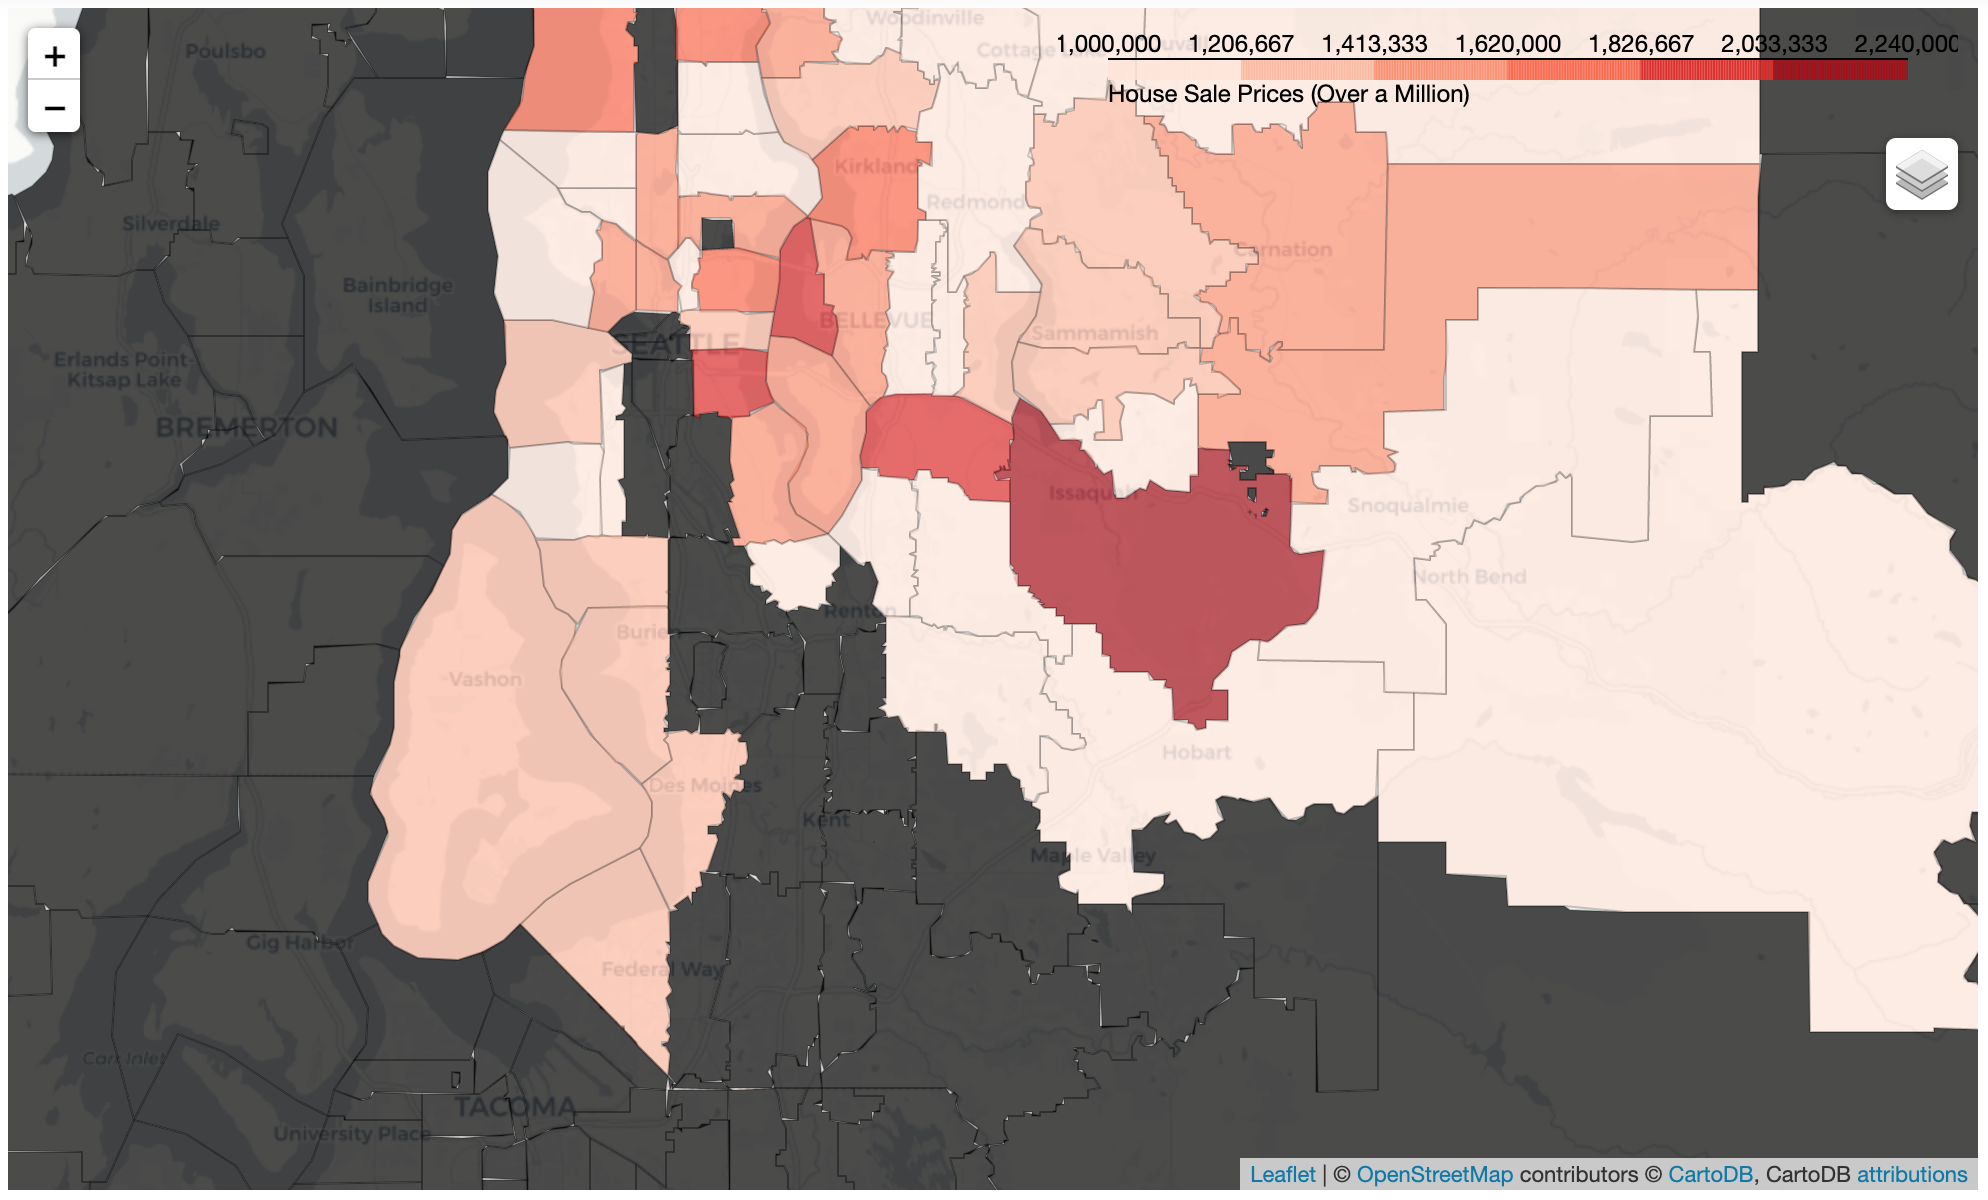 Woodinville
Poulsbo
Cottage Lake
Duvall
1,000,000 1,206,667 1,413,333 1,620,000 1,826,667 2,033,333 2,240,000
House Sale Prices (Over a Million)
+
−
Kirkland
Redmond
Silverdale
Carnation
Bainbridge
Island
BELLEVUE
Sammamish
SEATTLE
Erlands Point-
Kitsap Lake
BREMERTON
Issaquah
Snoqualmie
North Bend
Renton
Burien
Vashon
Hobart
Des Moines
Kent
Maple Valley
Gig Harbor
Federal Way
Carr Inlet
TACOMA
University Place
Leaflet | © OpenStreetMap contributors © CartoDB, CartoDB attributions